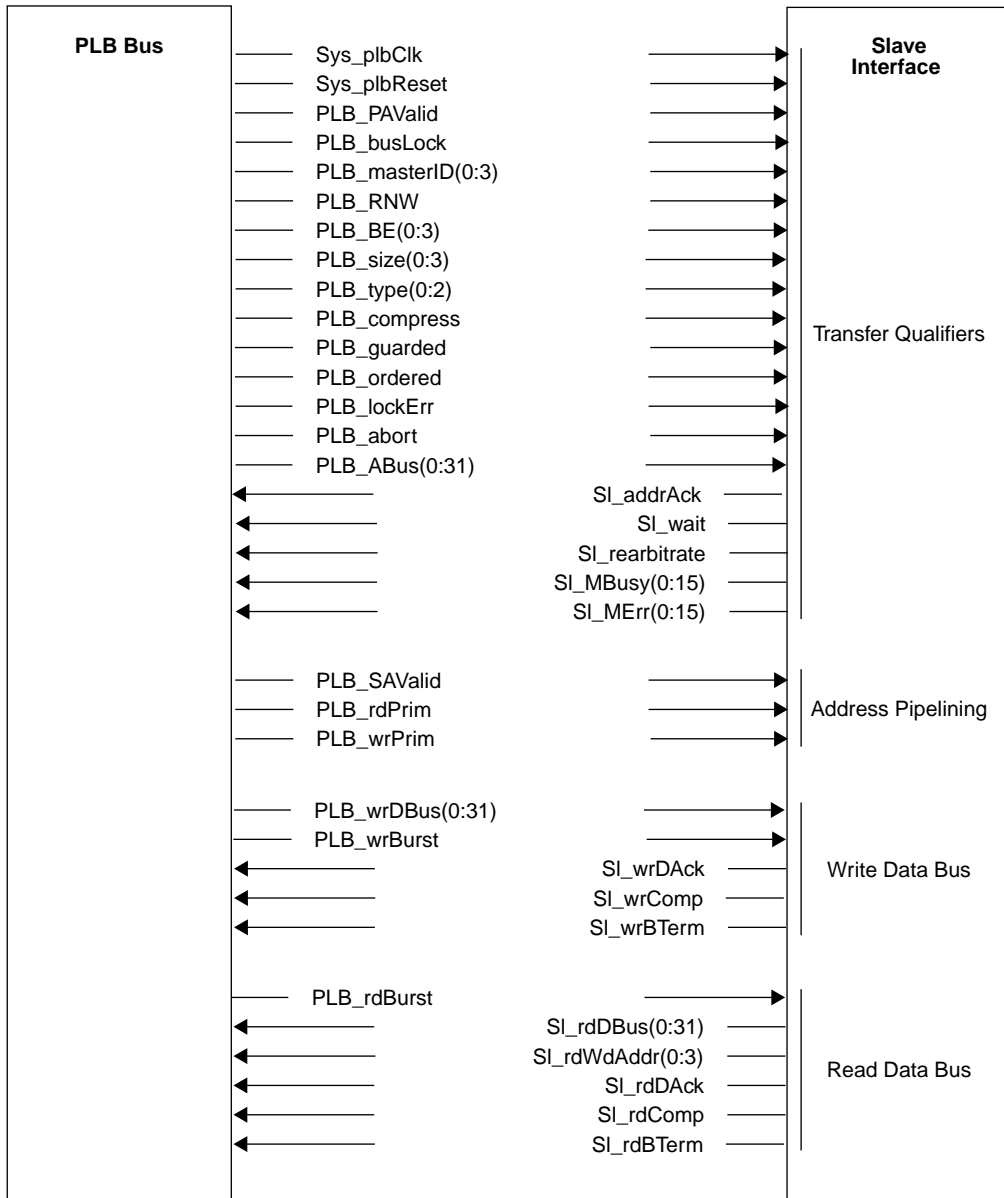 PLB Bus
Slave
Interface
Sys_plbClk
Sys_plbReset
PLB_PAValid
PLB_busLock
PLB_masterID(0:3)
PLB_RNW
PLB_BE(0:3)
PLB_size(0:3)
PLB_type(0:2)
PLB_compress
PLB_guarded
PLB_ordered
PLB_lockErr
PLB_abort
PLB_ABus(0:31)
Sl_addrAck
Sl_wait
Sl_rearbitrate
Sl_MBusy(0:15)
Sl_MErr(0:15)
Transfer Qualifiers
PLB_SAValid
PLB_rdPrim
PLB_wrPrim
Address Pipelining
PLB_wrDBus(0:31)
PLB_wrBurst
Sl_wrDAck
Sl_wrComp
Sl_wrBTerm
Write Data Bus
PLB_rdBurst
Sl_rdDBus(0:31)
Sl_rdWdAddr(0:3)
Sl_rdDAck
Sl_rdComp
Sl_rdBTerm
Read Data Bus